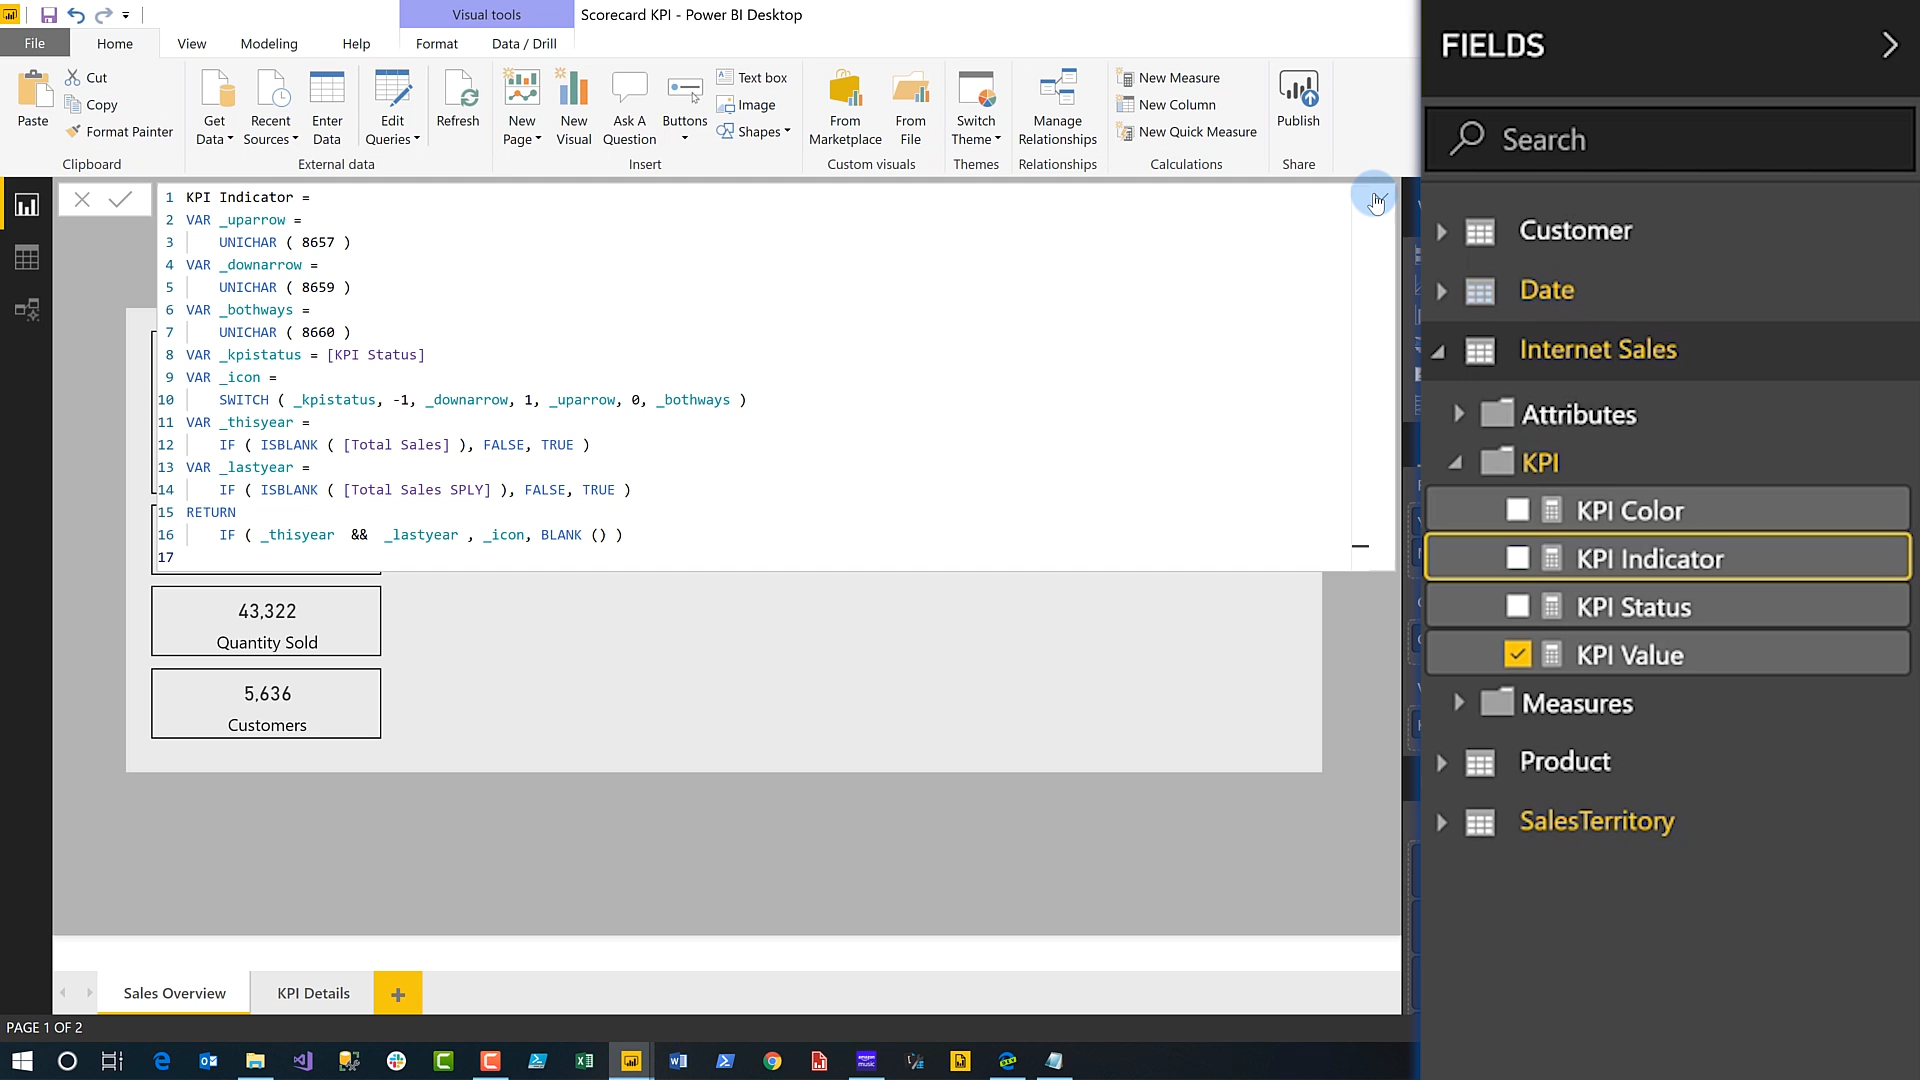 Visual tools
Scorecard KPI - Power BI Desktop
File
Home
View
Modeling
Help
Format
Data / Drill
Paste
Cut
Copy
Format Painter
Clipboard
Get Data
Recent Sources
Enter Data
Edit Queries
Refresh
External data
New Page
New Visual
Ask A Question
Buttons
Text box
Image
Shapes
Insert
From Marketplace
From File
Custom visuals
Switch Theme
Themes
Manage Relationships
Relationships
New Measure
New Column
New Quick Measure
Calculations
Publish
Share
1 KPI Indicator =
2 VAR _uparrow =
3 UNICHAR ( 8657 )
4 VAR _downarrow =
5 UNICHAR ( 8659 )
6 VAR _bothways =
7 UNICHAR ( 8660 )
8 VAR _kpistatus = [KPI Status]
9 VAR _icon =
10 SWITCH ( _kpistatus, -1, _downarrow, 1, _uparrow, 0, _bothways )
11 VAR _thisyear =
12 IF ( ISBLANK ( [Total Sales] ), FALSE, TRUE )
13 VAR _lastyear =
14 IF ( ISBLANK ( [Total Sales SPLY] ), FALSE, TRUE )
15 RETURN
16 IF ( _thisyear && _lastyear , _icon, BLANK () )
17
43,322
Quantity Sold
5,636
Customers
Sales Overview
KPI Details
PAGE 1 OF 2
FIELDS
Search
Customer
Date
Internet Sales
Attributes
KPI
KPI Color
KPI Indicator
KPI Status
KPI Value
Measures
Product
SalesTerritory